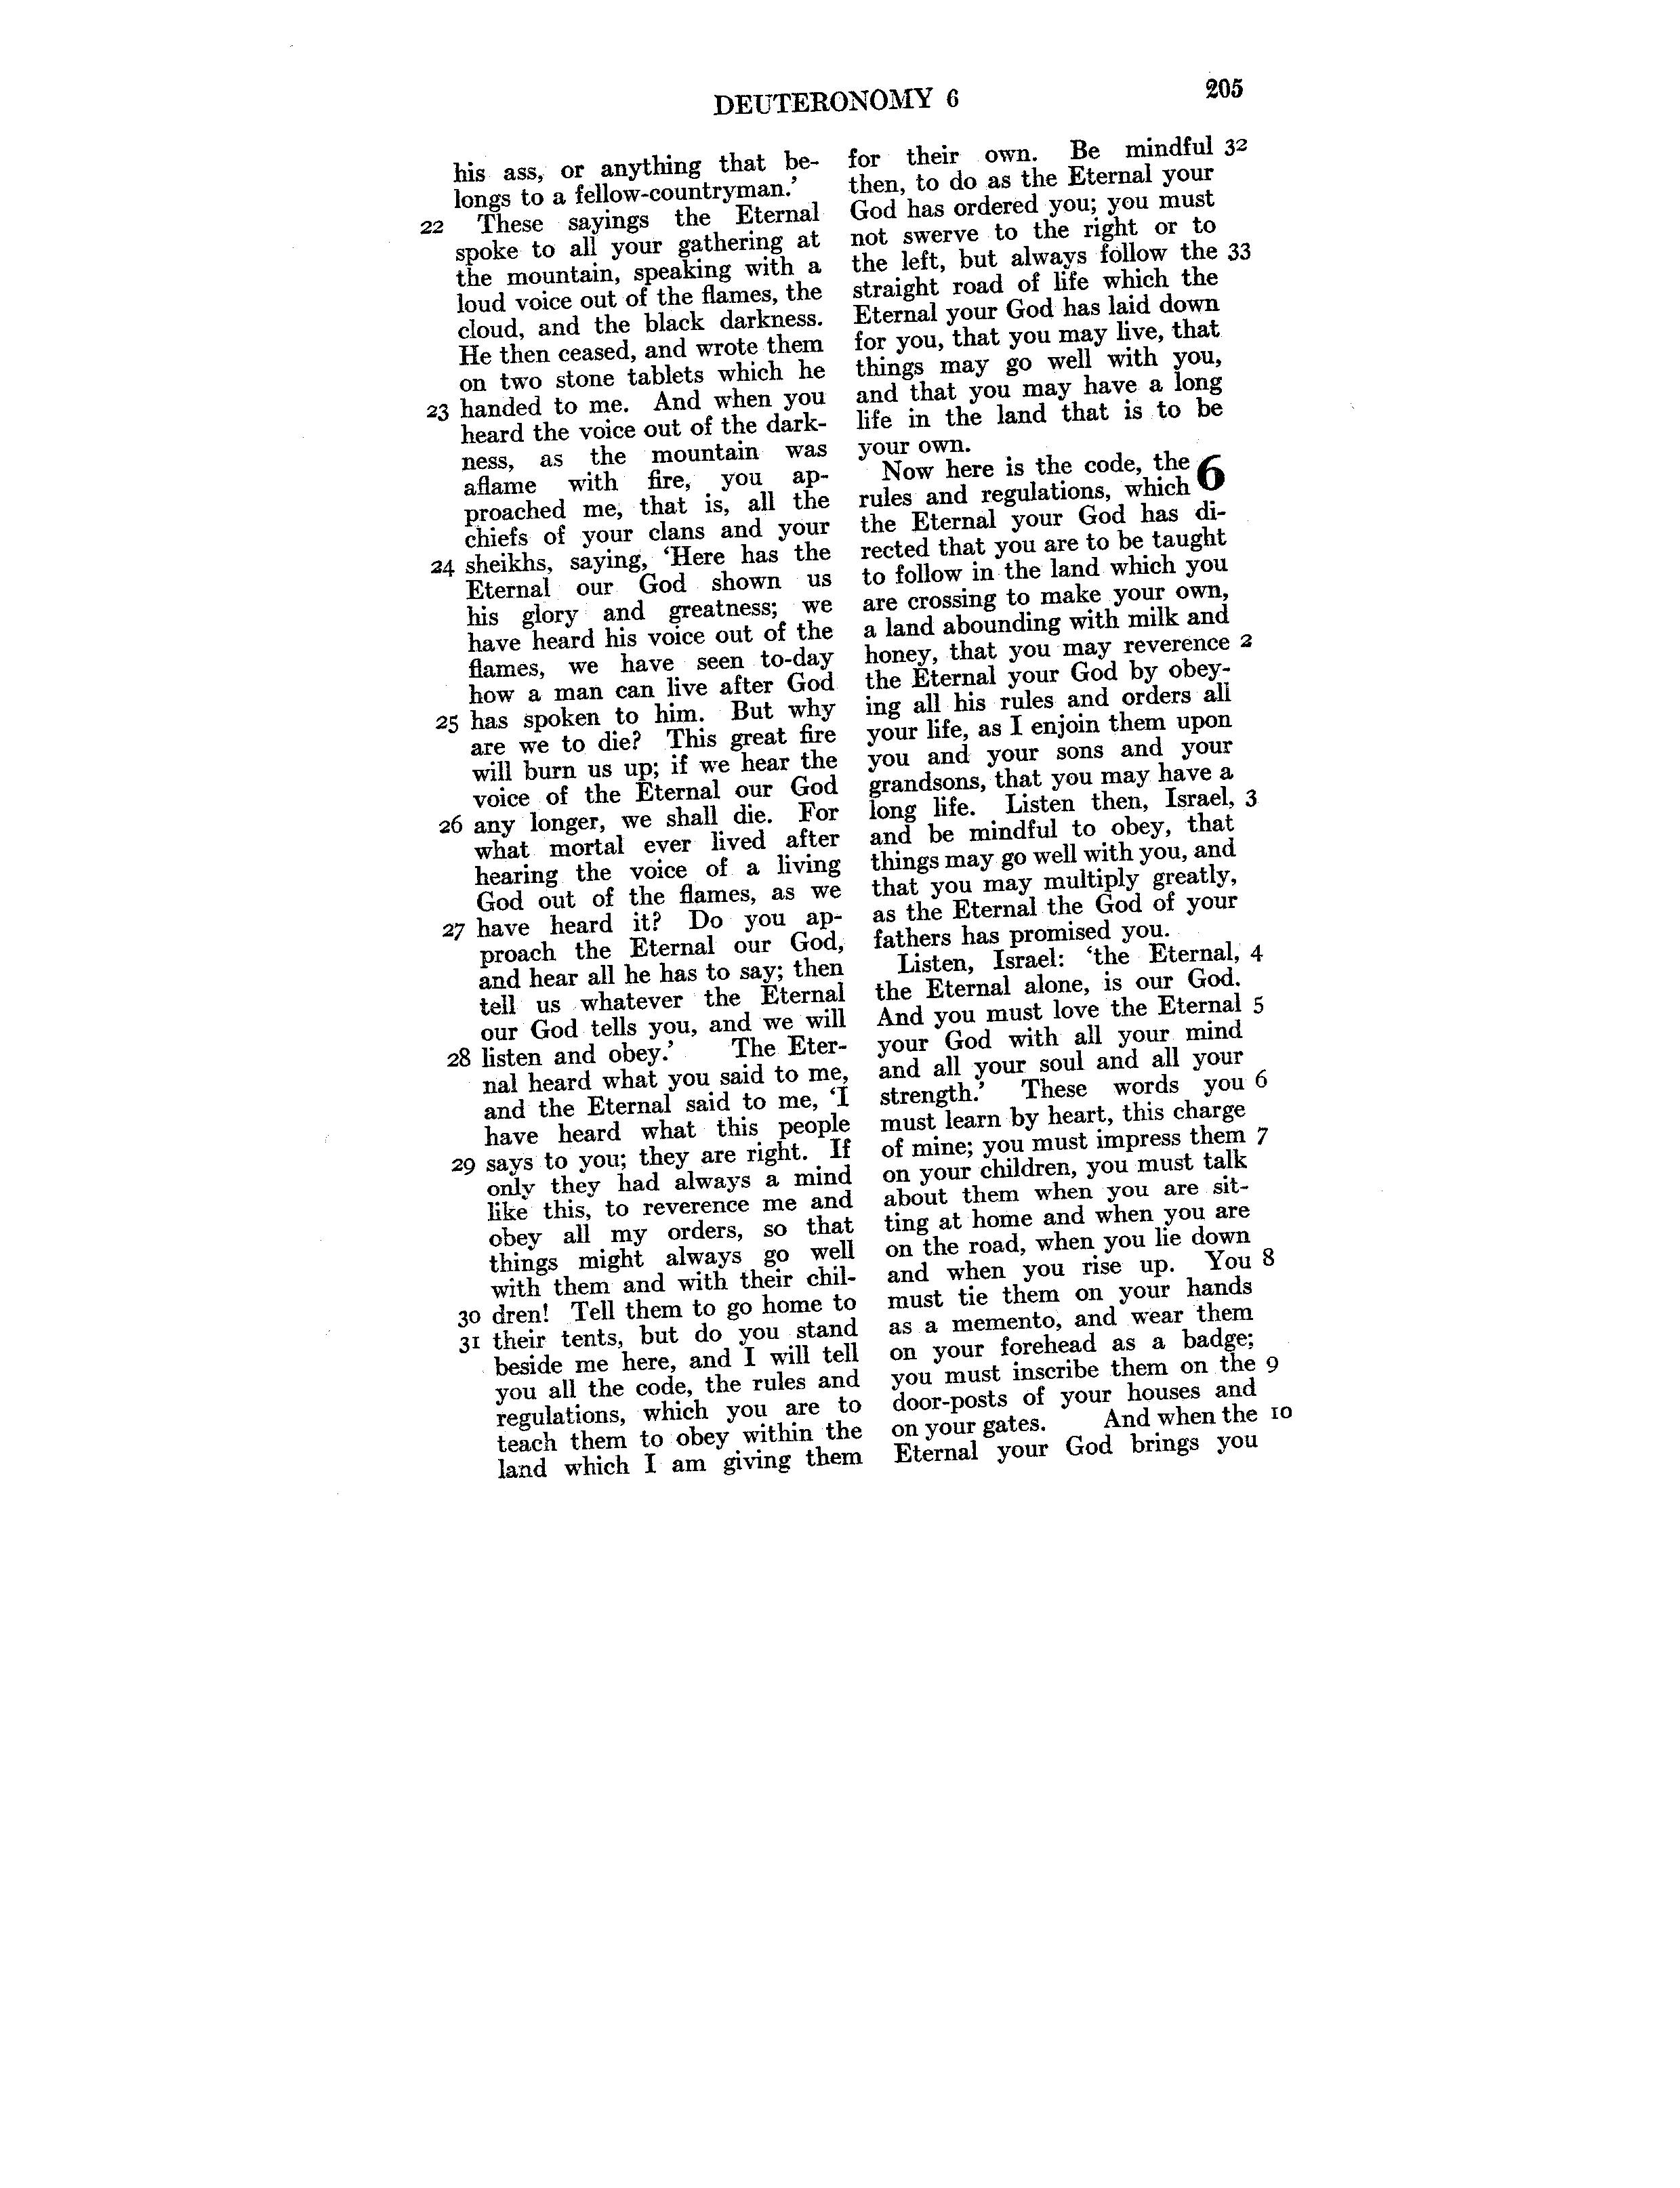 DEUTERONOMY 6 205
his ass, or anything that be-
longs to a fellow-countryman.’
22 These sayings the Eternal
spoke to all your gathering at
the mountain, speaking with a
loud voice out of the flames, the
cloud, and the black darkness.
He then ceased, and wrote them
on two stone tablets which he
23 handed to me. And when you
heard the voice out of the dark-
ness, as the mountain was
aflame with fire, you ap-
proached me, that is, all the
chiefs of your clans and your
24 sheikhs, saying, ‘Here has the
Eternal our God shown us
his glory and greatness; we
have heard his voice out of the
flames, we have seen to-day
how a man can live after God
25 has spoken to him. But why
are we to die? This great fire
will burn us up; if we hear the
voice of the Eternal our God
26 any longer, we shall die. For
what mortal ever lived after
hearing the voice of a living
God out of the flames, as we
27 have heard it? Do you ap-
proach the Eternal our God,
and hear all he has to say; then
tell us whatever the Eternal
our God tells you, and we will
28 listen and obey.’ The Eter-
nal heard what you said to me,
and the Eternal said to me, ‘I
have heard what this people
29 says to you; they are right. If
only they had always a mind
like this, to reverence me and
obey all my orders, so that
things might always go well
with them and with their chil-
30 dren! Tell them to go home to
31 their tents, but do you stand
beside me here, and I will tell
you all the code, the rules and
regulations, which you are to
teach them to obey within the
land which I am giving them
for their own. Be mindful 32
then, to do as the Eternal your
God has ordered you; you must
not swerve to the right or to
the left, but always follow the 33
straight road of life which the
Eternal your God has laid down
for you, that you may live, that
things may go well with you,
and that you may have a long
life in the land that is to be
your own.
Now here is the code, the 6
rules and regulations, which
the Eternal your God has di-
rected that you are to be taught
to follow in the land which you
are crossing to make your own,
a land abounding with milk and
honey, that you may reverence 2
the Eternal your God by obey-
ing all his rules and orders all
your life, as I enjoin them upon
you and your sons and your
grandsons, that you may have a
long life. Listen then, Israel, 3
and be mindful to obey, that
things may go well with you, and
that you may multiply greatly,
as the Eternal the God of your
fathers has promised you.
Listen, Israel: ‘the Eternal, 4
the Eternal alone, is our God.
And you must love the Eternal 5
your God with all your mind
and all your soul and all your
strength.’ These words you 6
must learn by heart, this charge
of mine; you must impress them 7
on your children, you must talk
about them when you are sit-
ting at home and when you are
on the road, when you lie down
and when you rise up. You 8
must tie them on your hands
as a memento, and wear them
on your forehead as a badge;
you must inscribe them on the 9
door-posts of your houses and
on your gates. And when the 10
Eternal your God brings you